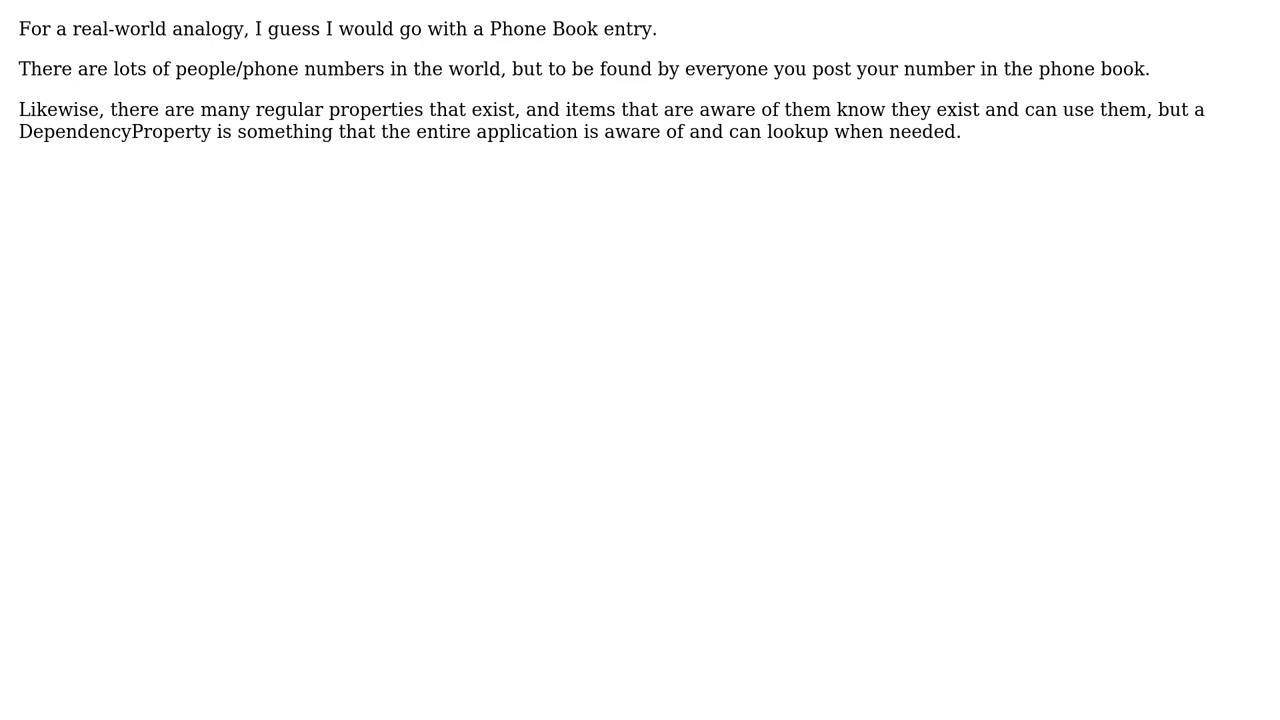 For a real-world analogy, I guess I would go with a Phone Book entry.
There are lots of people/phone numbers in the world, but to be found by everyone you post your number in the phone book.
Likewise, there are many regular properties that exist, and items that are aware of them know they exist and can use them, but a
DependencyProperty is something that the entire application is aware of and can lookup when needed.